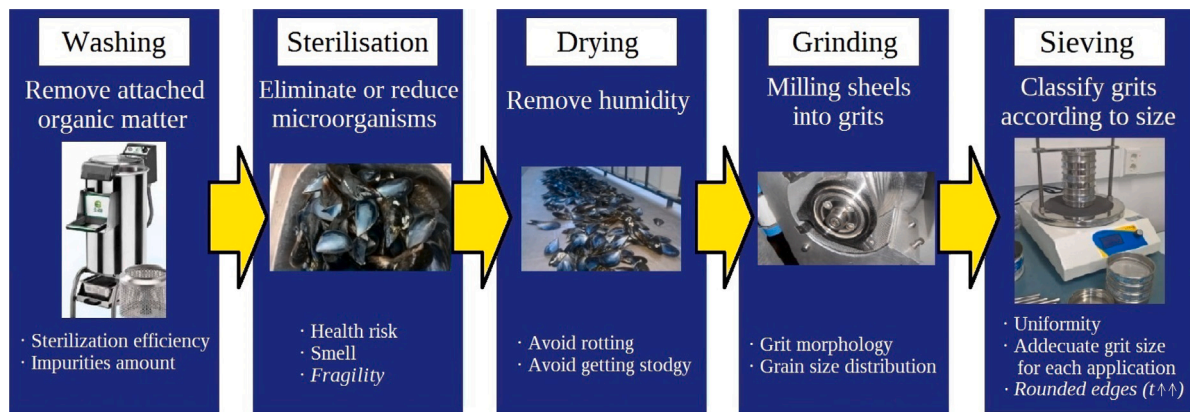 Washing
Remove attached
organic matter
· Sterilization efficiency
· Impurities amount
Sterilisation
Eliminate or reduce
microorganisms
· Health risk
· Smell
· Fragility
Drying
Remove humidity
· Avoid rotting
· Avoid getting stodgy
Grinding
Milling sheels
into grits
· Grit morphology
· Grain size distribution
Sieving
Classify grits
according to size
· Uniformity
· Addecuate grit size
for each application
· Rounded edges (t↑↑)